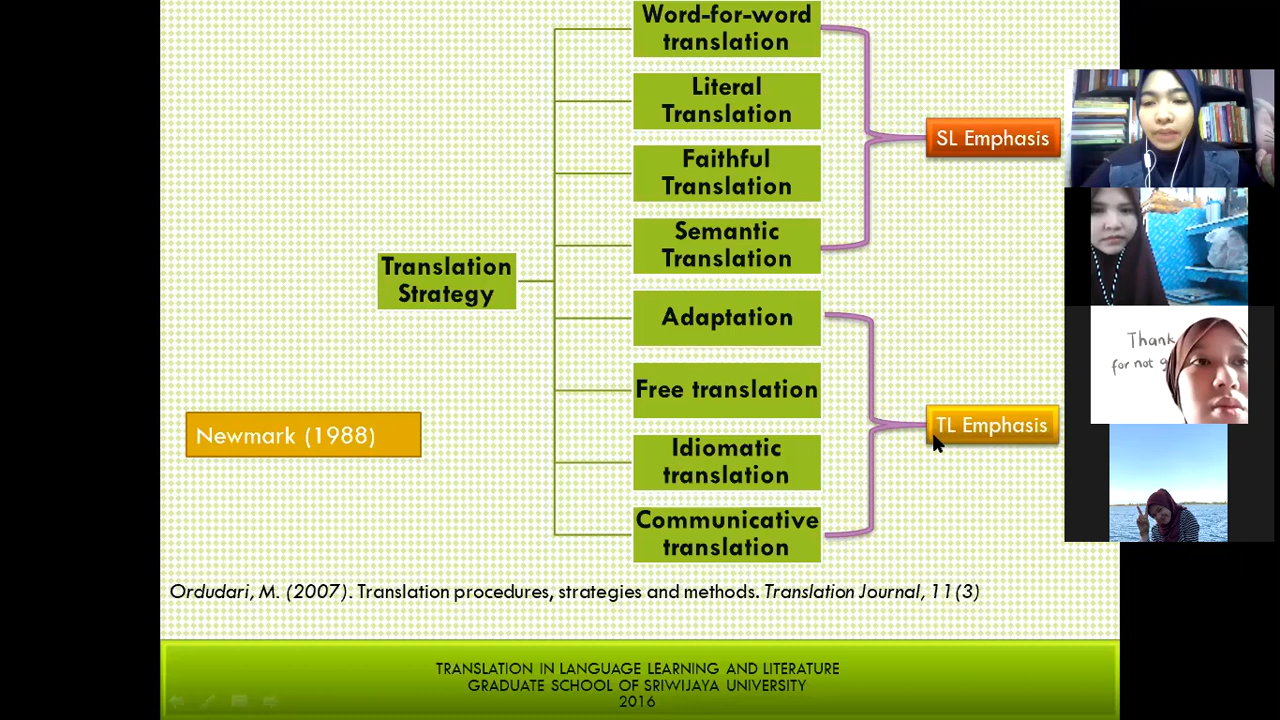 Word-for-word
translation
Literal
Translation
Faithful
Translation
Semantic
Translation
SL Emphasis
Translation
Strategy
Adaptation
Free translation
Idiomatic
translation
Communicative
translation
TL Emphasis
Newmark (1988)
Thank
for not
Ordudari, M. (2007). Translation procedures, strategies and methods. Translation Journal, 11(3)
TRANSLATION IN LANGUAGE LEARNING AND LITERATURE
GRADUATE SCHOOL OF SRIWIJAYA UNIVERSITY
2016